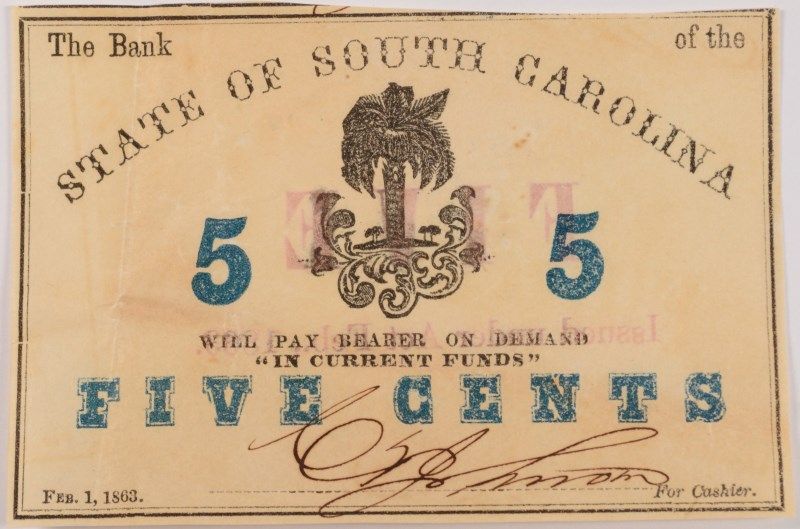 The Bank of the
STATE OF SOUTH CAROLINA
5 5
WILL PAY BEARER ON DEMAND
"IN CURRENT FUNDS"
FIVE CENTS
FEB. 1, 1863. For Cashier.